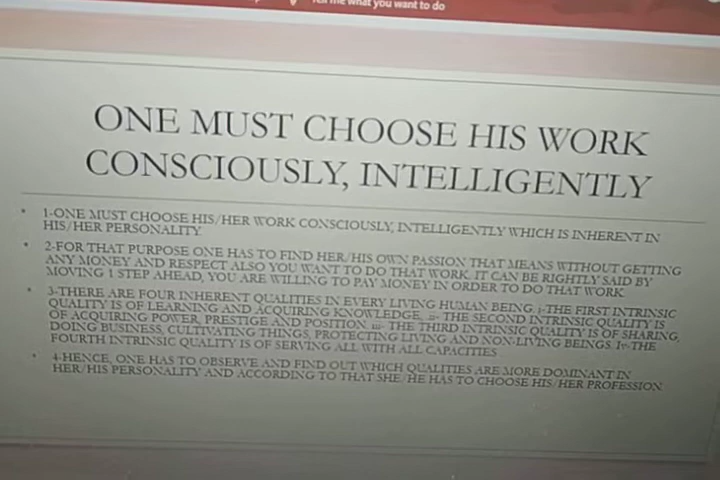 Tell me what you want to do
ONE MUST CHOOSE HIS WORK
CONSCIOUSLY, INTELLIGENTLY
1-ONE MUST CHOOSE HIS/HER WORK CONSCIOUSLY, INTELLIGENTLY WHICH IS INHERENT IN
HIS/HER PERSONALITY.
2-FOR THAT PURPOSE ONE HAS TO FIND HER/HIS OWN PASSION THAT MEANS WITHOUT GETTING
ANY MONEY AND RESPECT ALSO YOU WANT TO DO THAT WORK. IT CAN BE RIGHTLY SAID BY
MOVING 1 STEP AHEAD, YOU ARE WILLING TO PAY MONEY IN ORDER TO DO THAT WORK.
3-THERE ARE FOUR INHERENT QUALITIES IN EVERY LIVING HUMAN BEING. i-THE FIRST INTRINSIC
QUALITY IS OF LEARNING AND ACQUIRING KNOWLEDGE, ii- THE SECOND INTRINSIC QUALITY IS
OF ACQUIRING POWER, PRESTIGE AND POSITION. iii- THE THIRD INTRINSIC QUALITY IS OF SHARING,
DOING BUSINESS, CULTIVATING THINGS, PROTECTING LIVING AND NON-LIVING BEINGS. Iv-THE
FOURTH INTRINSIC QUALITY IS OF SERVING ALL WITH ALL CAPACITIES
4-HENCE, ONE HAS TO OBSERVE AND FIND OUT WHICH QUALITIES ARE MORE DOMINANT IN
HER/HIS PERSONALITY AND ACCORDING TO THAT SHE/HE HAS TO CHOOSE HIS/HER PROFESSION